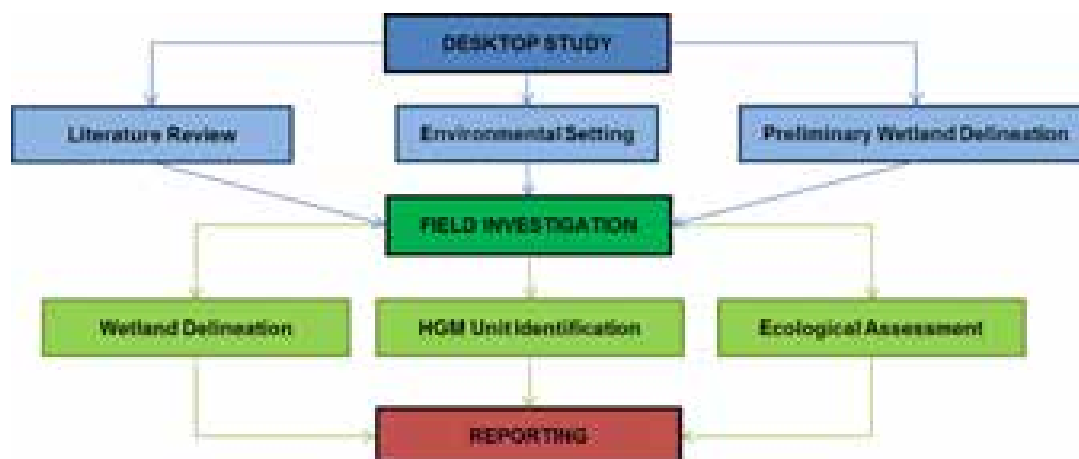 DESKTOP STUDY
Literature Review
Environmental Setting
Preliminary Wetland Delineation
FIELD INVESTIGATION
Wetland Delineation
HGM Unit Identification
Ecological Assessment
REPORTING